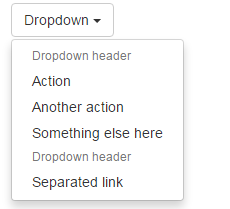 Dropdown
Dropdown header
Action
Another action
Something else here
Dropdown header
Separated link